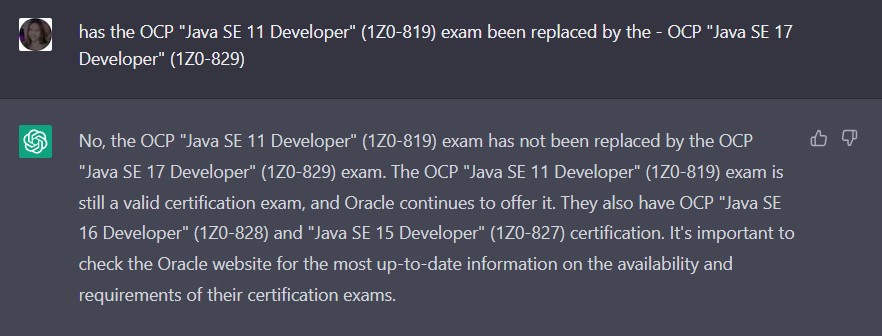 has the OCP "Java SE 11 Developer" (1Z0-819) exam been replaced by the - OCP "Java SE 17
Developer" (1Z0-829)
No, the OCP "Java SE 11 Developer" (1Z0-819) exam has not been replaced by the OCP
"Java SE 17 Developer" (1Z0-829) exam. The OCP "Java SE 11 Developer" (1Z0-819) exam is
still a valid certification exam, and Oracle continues to offer it. They also have OCP "Java SE
16 Developer" (1Z0-828) and "Java SE 15 Developer" (1Z0-827) certification. It's important to
check the Oracle website for the most up-to-date information on the availability and
requirements of their certification exams.